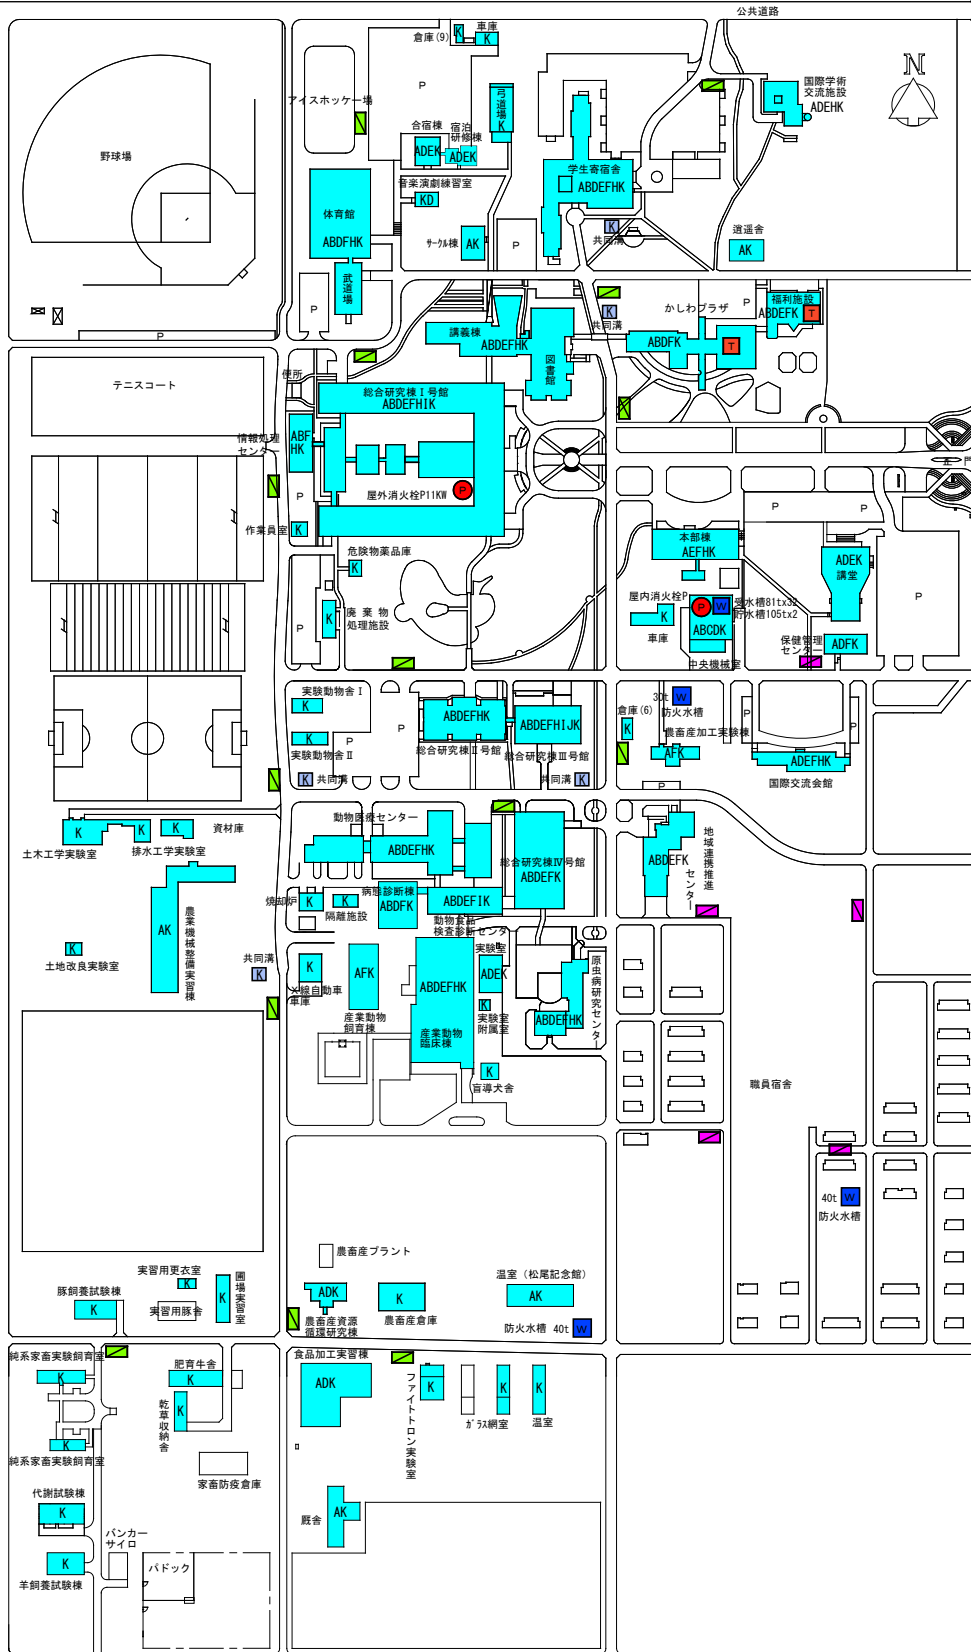 公共道路
車庫
倉庫(9)
K
K
N
国際学術
交流施設
ADEHK
P
アイスホッケー場
弓道場
K
合宿棟
宿泊
研修棟
ADEK
ADEK
野球場
学生寄宿舎
ABDEFHK
音楽演劇練習室
KD
体育館
ABDFHK
サークル棟
AK
P
K
共同溝
逍遥舎
AK
武道場
P
P
福利施設
ABDEFK
T
かしわプラザ
K
共同溝
講義棟
ABDEFHK
図書館
ABDFK
T
P
便所
テニスコート
総合研究棟Ⅰ号館
ABDEFHIK
情報処理
センター
ABF
HK
正門
屋外消火栓P11KW
P
P
P
P
P
作業員室
K
本部棟
AEFHK
ADEK
講堂
危険物薬品庫
K
屋内消火栓P
P
W
受水槽81tx32
貯水槽105tx2
P
K
廃棄物
処理施設
K
車庫
ABCDK
中央機械室
保健管理
センター
ADFK
P
実験動物舎Ⅰ
K
30t
W
防火水槽
倉庫(6)
K
P
P
K
実験動物舎Ⅱ
P
P
ABDEFHK
総合研究棟Ⅱ号館
ABDEFHIJK
総合研究棟Ⅲ号館
農畜産加工実験棟
AFK
ADEFHK
国際交流会館
K
共同溝
共同溝
K
P
K
土木工学実験室
K
排水工学実験室
K
資材庫
動物医療センター
ABDEFHK
総合研究棟Ⅳ号館
ABDEFK
ABDEFK
地域連携推進
センター
焼却炉
K
K
隔離施設
病態診断棟
ABDFK
ABDEFIK
動物食品
検査診断センター
農業機械整備実習棟
AK
K
土地改良実験室
共同溝
K
K
X線自動車
車庫
AFK
産業動物
飼育棟
ABDEFHK
産業動物
臨床棟
実験室
ADEK
K
実験室
附属室
ABDEFHK
原虫病研究センター
K
盲導犬舎
職員宿舎
40t
W
防火水槽
農畜産プラント
実習用更衣室
K
圃場実習室
K
豚飼養試験棟
K
実習用豚舎
ADK
農畜産資源
循環研究棟
K
農畜産倉庫
温室(松尾記念館)
AK
防火水槽 40t
W
純系家畜実験飼育室
K
肥育牛舎
K
食品加工実習棟
ADK
K
ファイトトロン実験室
K
ガラス網室
K
温室
K
乾草収納舎
K
純系家畜実験飼育室
家畜防疫倉庫
代謝試験棟
K
厩舎
AK
バンカー
サイロ
パドック
K
羊飼養試験棟